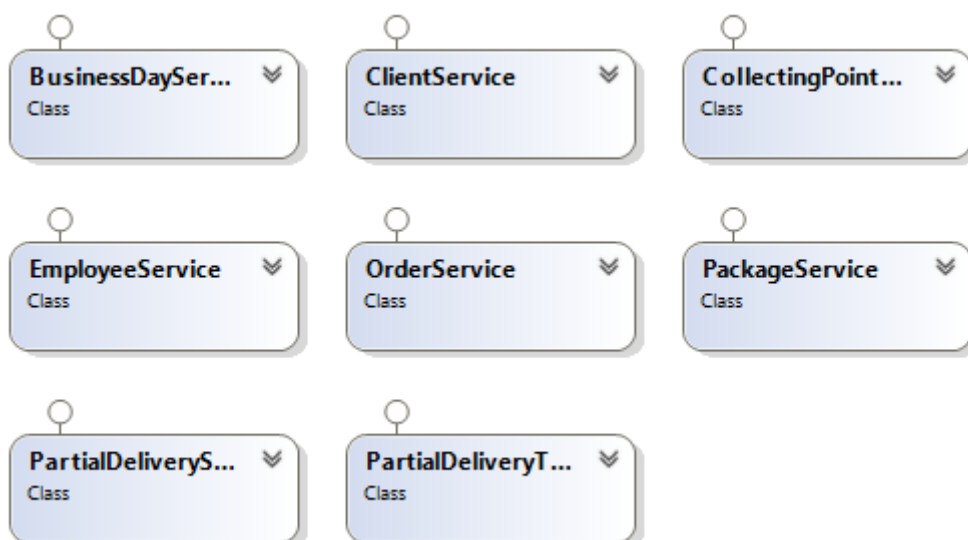 BusinessDaySer...
Class
ClientService
Class
CollectingPoint...
Class
EmployeeService
Class
OrderService
Class
PackageService
Class
PartialDeliveryS...
Class
PartialDeliveryT...
Class